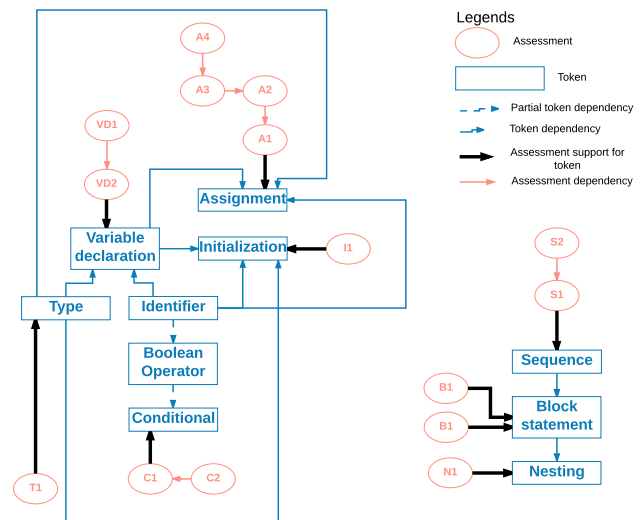 Legends
Assessment
Token
Partial token dependency
Token dependency
Assessment support for
token
Assessment dependency
A4
A3
A2
A1
VD1
VD2
Assignment
Variable
declaration
Initialization
I1
Type
Identifier
Boolean
Operator
Conditional
T1
C1
C2
S2
S1
Sequence
B1
B1
Block
statement
N1
Nesting